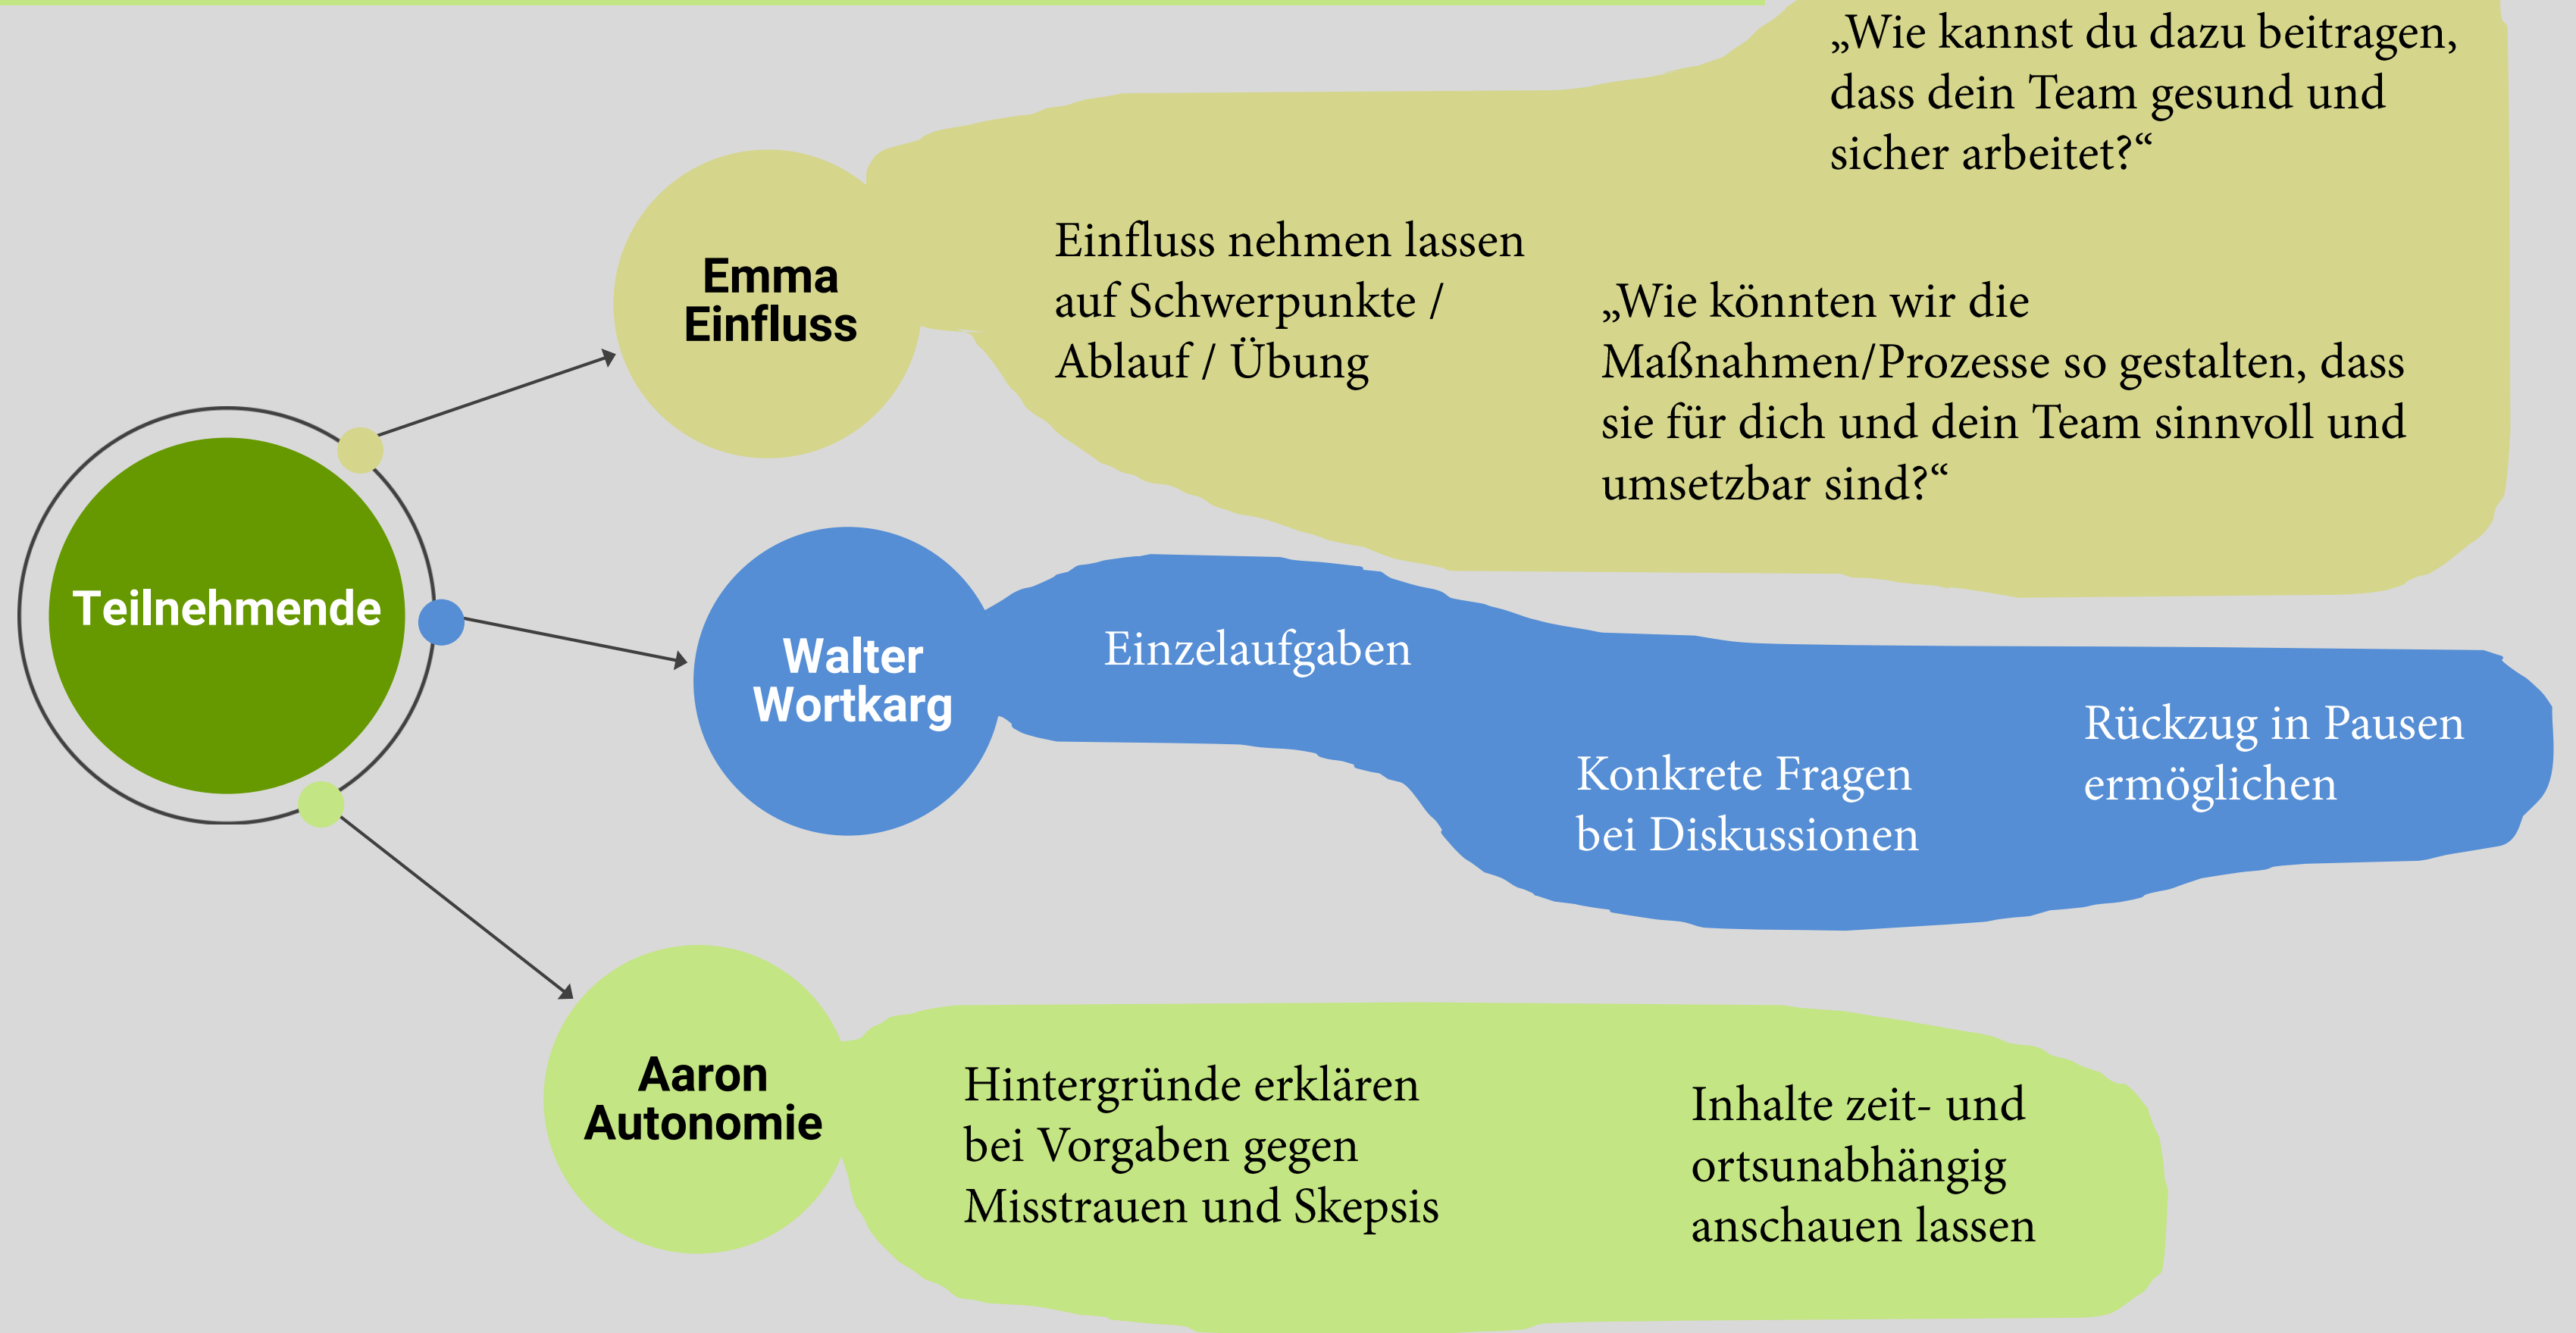 Teilnehmende
Emma
Einfluss
Einfluss nehmen lassen
auf Schwerpunkte /
Ablauf / Übung
„Wie kannst du dazu beitragen,
dass dein Team gesund und
sicher arbeitet?“
„Wie könnten wir die
Maßnahmen/Prozesse so gestalten, dass
sie für dich und dein Team sinnvoll und
umsetzbar sind?“
Walter
Wortkarg
Einzelaufgaben
Konkrete Fragen
bei Diskussionen
Rückzug in Pausen
ermöglichen
Aaron
Autonomie
Hintergründe erklären
bei Vorgaben gegen
Misstrauen und Skepsis
Inhalte zeit- und
ortsunabhängig
anschauen lassen